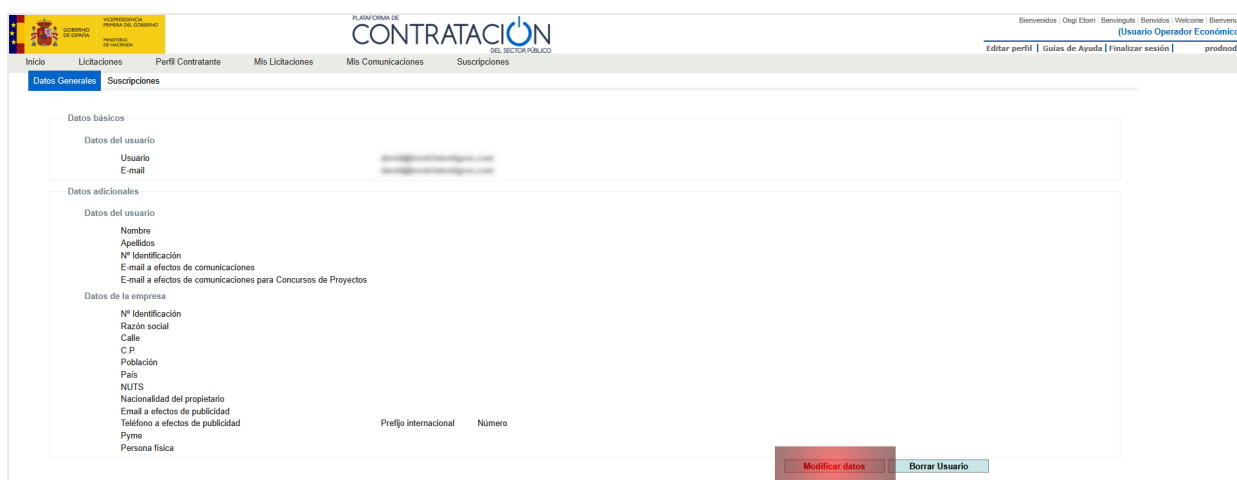 GOBIERNO DE ESPAÑA
VICEPRESIDENCIA PRIMERA DEL GOBIERNO
MINISTERIO DE HACIENDA
PLATAFORMA DE
CONTRATACIÓN
DEL SECTOR PÚBLICO
Bienvenidos | Ongi Etorri | Benvinguts | Benvidos | Welcome | Bienvenu
(Usuario Operador Económico
Editar perfil | Guías de Ayuda | Finalizar sesión | prodnod
Inicio Licitaciones Perfil Contratante Mis Licitaciones Mis Comunicaciones Suscripciones
Datos Generales Suscripciones
Datos básicos
Datos del usuario
Usuario
E-mail
Datos adicionales
Datos del usuario
Nombre
Apellidos
Nº Identificación
E-mail a efectos de comunicaciones
E-mail a efectos de comunicaciones para Concursos de Proyectos
Datos de la empresa
Nº Identificación
Razón social
Calle
C.P.
Población
País
NUTS
Nacionalidad del propietario
Email a efectos de publicidad
Teléfono a efectos de publicidad Prefijo internacional Número
Pyme
Persona física
Modificar datos Borrar Usuario